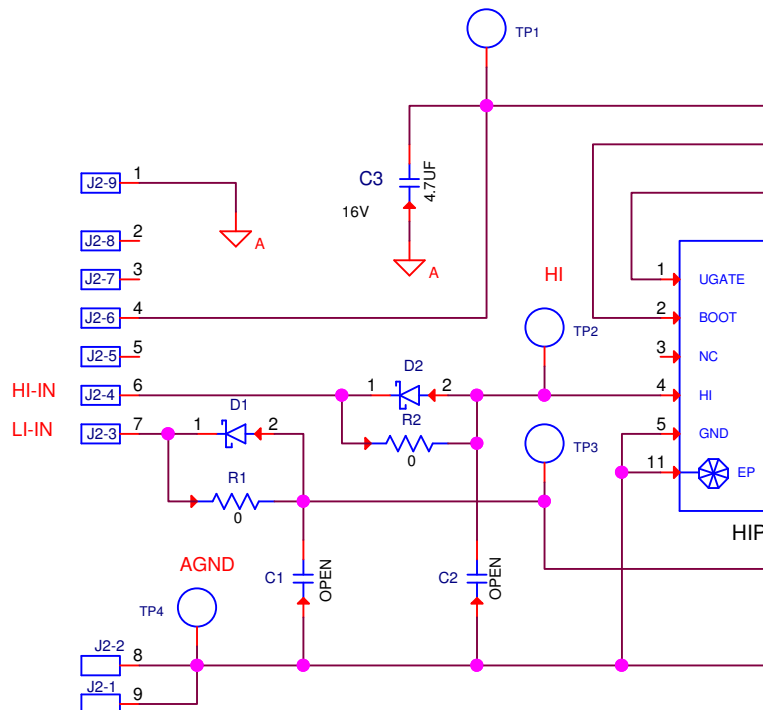 TP1
1
J2-9
C3
4.7UF
16V
A
2
J2-8
A
3
J2-7
HI
1
UGATE
4
J2-6
2
BOOT
TP2
5
J2-5
3
NC
D2
HI-IN
J2-4
6
1
2
4
HI
R2
0
LI-IN
J2-3
7
D1
1
2
TP3
5
GND
11
EP
R1
0
HIP
AGND
C1
OPEN
C2
OPEN
TP4
J2-2
8
J2-1
9